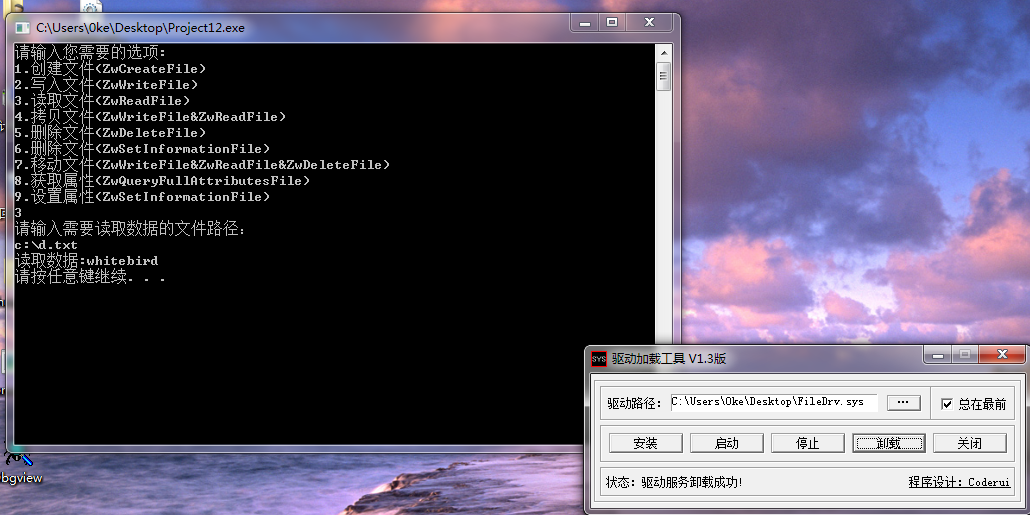 C:\Users\0ke\Desktop\Project12.exe
请输入您需要的选项:
1.创建文件(ZwCreateFile)
2.写入文件(ZwWriteFile)
3.读取文件(ZwReadFile)
4.拷贝文件(ZwWriteFile&ZwReadFile)
5.删除文件(ZwDeleteFile)
6.删除文件(ZwSetInformationFile)
7.移动文件(ZwWriteFile&ZwReadFile&ZwDeleteFile)
8.获取属性(ZwQueryFullAttributesFile)
9.设置属性(ZwSetInformationFile)
3
请输入需要读取数据的文件路径:
c:\d.txt
读取数据:whitebird
请按任意键继续. . .
bgview
SYS 驱动加载工具 V1.3版
驱动路径: C:\Users\0ke\Desktop\FileDrv.sys ... 总在最前
安装 启动 停止 卸载 关闭
状态: 驱动服务卸载成功! 程序设计: Coderui